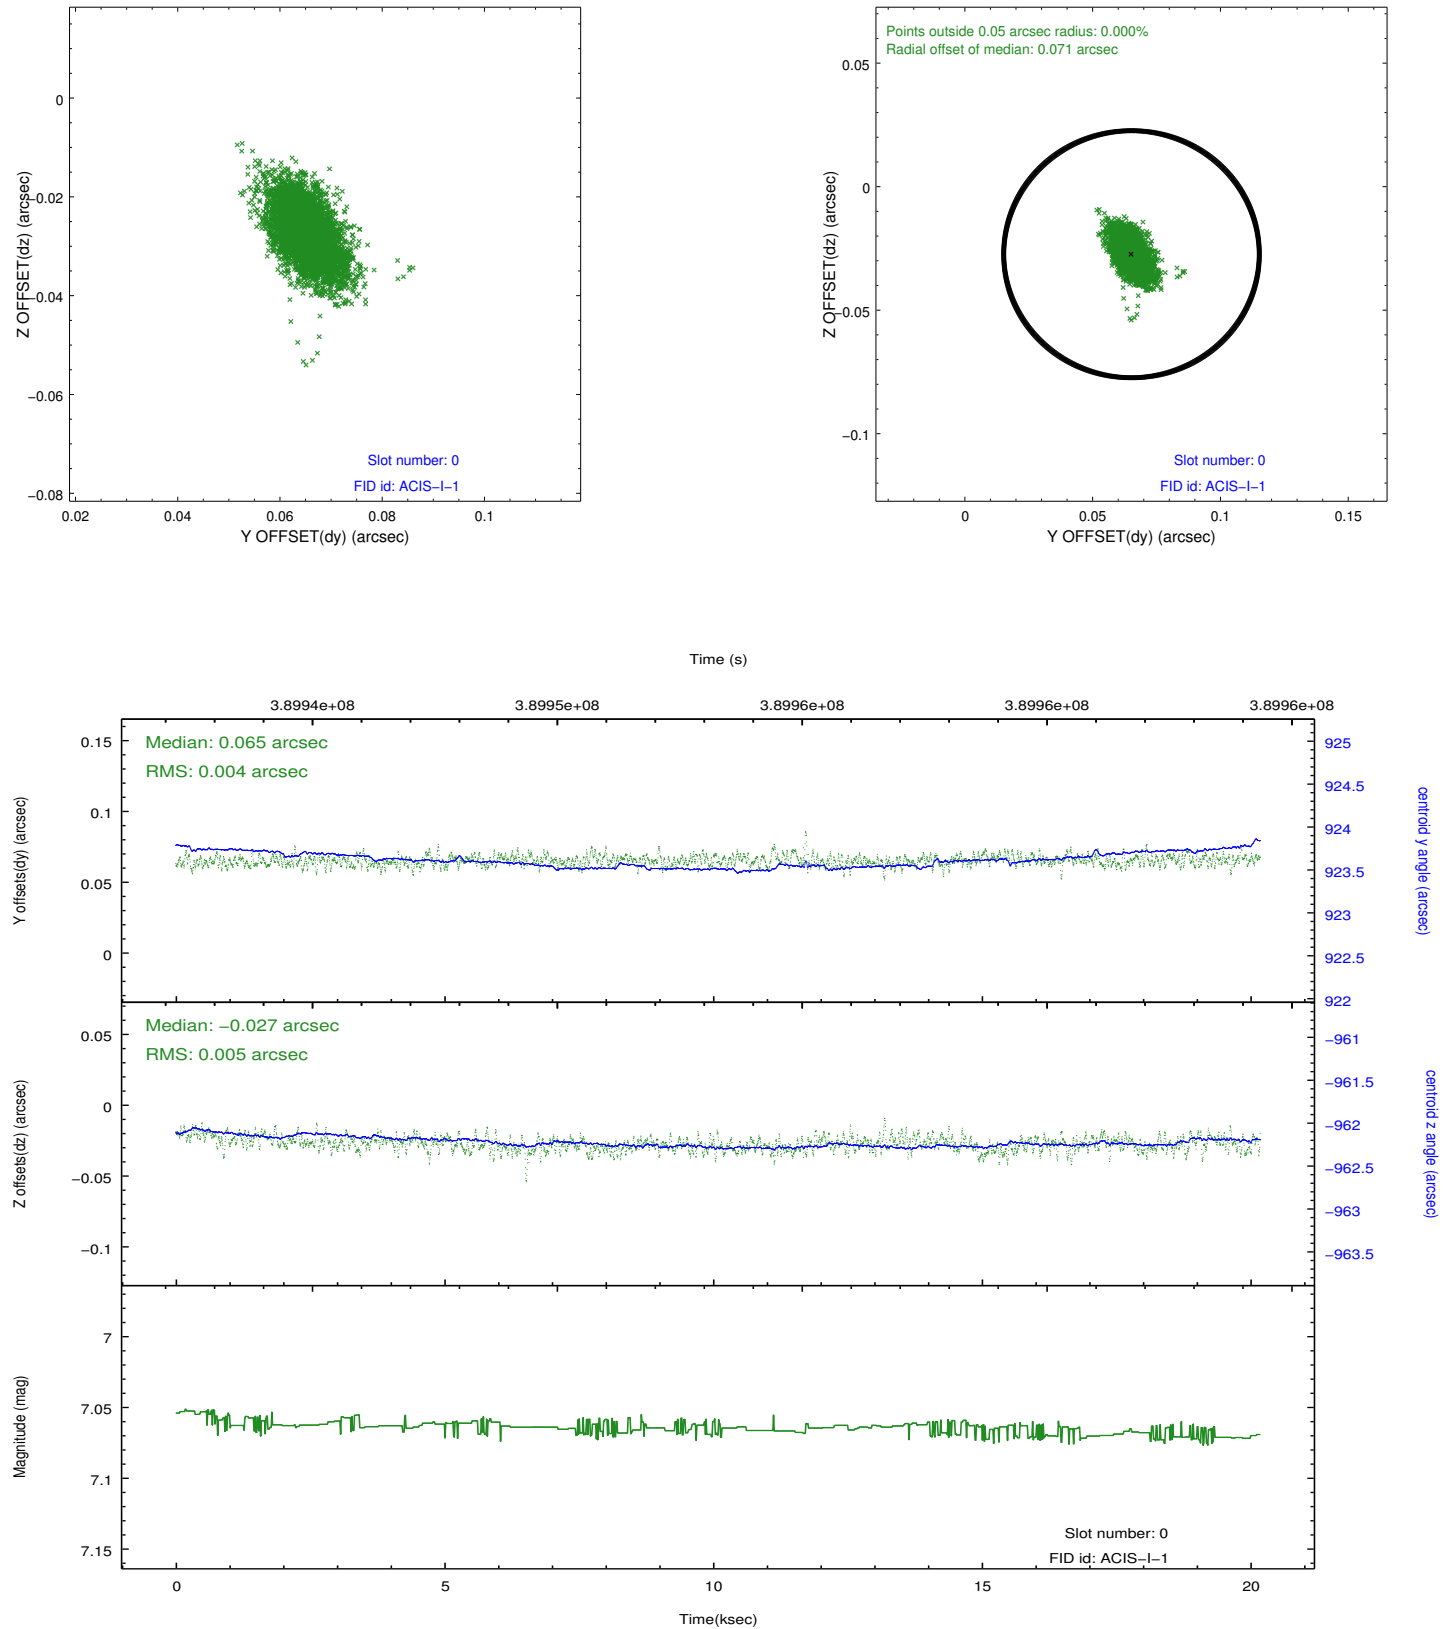 0
−0.02
−0.04
−0.06
−0.08
Z OFFSET(dz) (arcsec)
Slot number: 0
FID id: ACIS−I−1
0.02 0.04 0.06 0.08 0.1
Y OFFSET(dy) (arcsec)
Points outside 0.05 arcsec radius: 0.000%
Radial offset of median: 0.071 arcsec
0.05
0
−0.05
−0.1
Z OFFSET(dz) (arcsec)
Slot number: 0
FID id: ACIS−I−1
0 0.05 0.1 0.15
Y OFFSET(dy) (arcsec)
Time (s)
3.8994e+08 3.8995e+08 3.8996e+08 3.8996e+08 3.8996e+08
Median: 0.065 arcsec
RMS: 0.004 arcsec
0.15
0.1
0.05
0
Y offsets(dy) (arcsec)
925
924.5
924
923.5
923
922.5
922
centroid y angle (arcsec)
Median: −0.027 arcsec
RMS: 0.005 arcsec
0.05
0
−0.05
−0.1
Z offsets(dz) (arcsec)
−961
−961.5
−962
−962.5
−963
−963.5
centroid z angle (arcsec)
7
7.05
7.1
7.15
Magnitude (mag)
Slot number: 0
FID id: ACIS−I−1
0 5 10 15 20
Time(ksec)